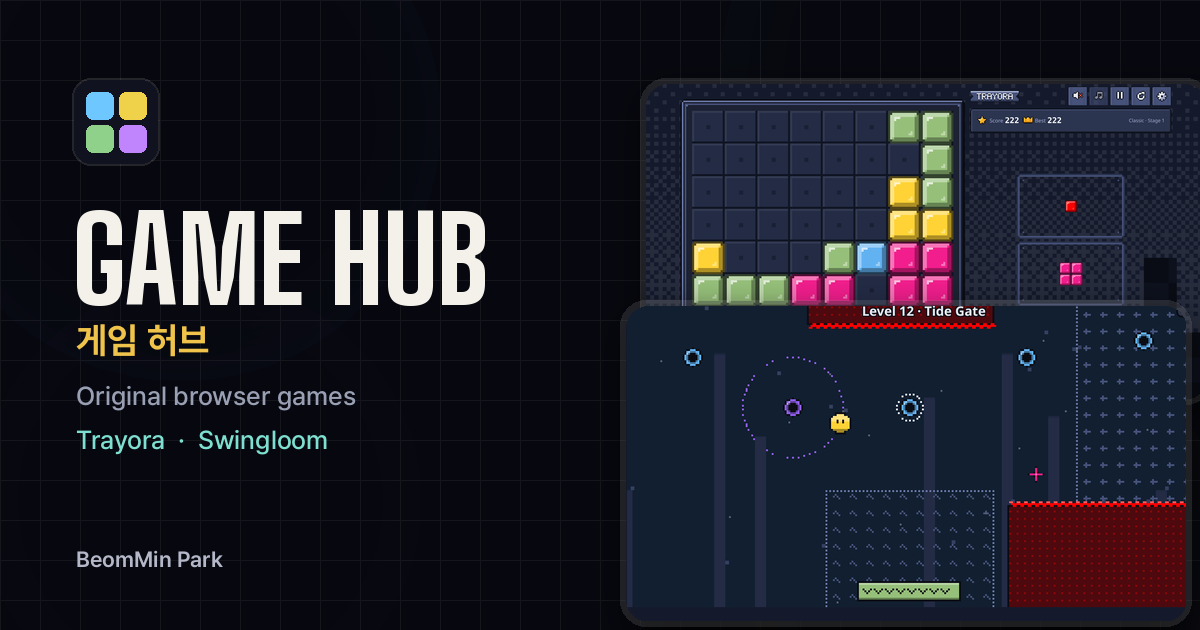 GAME HUB
게임 허브
Original browser games
Trayora · Swingloom
BeomMin Park
TRAYORA
Score 222 Best 222
Classic · Stage 1
Level 12 · Tide Gate